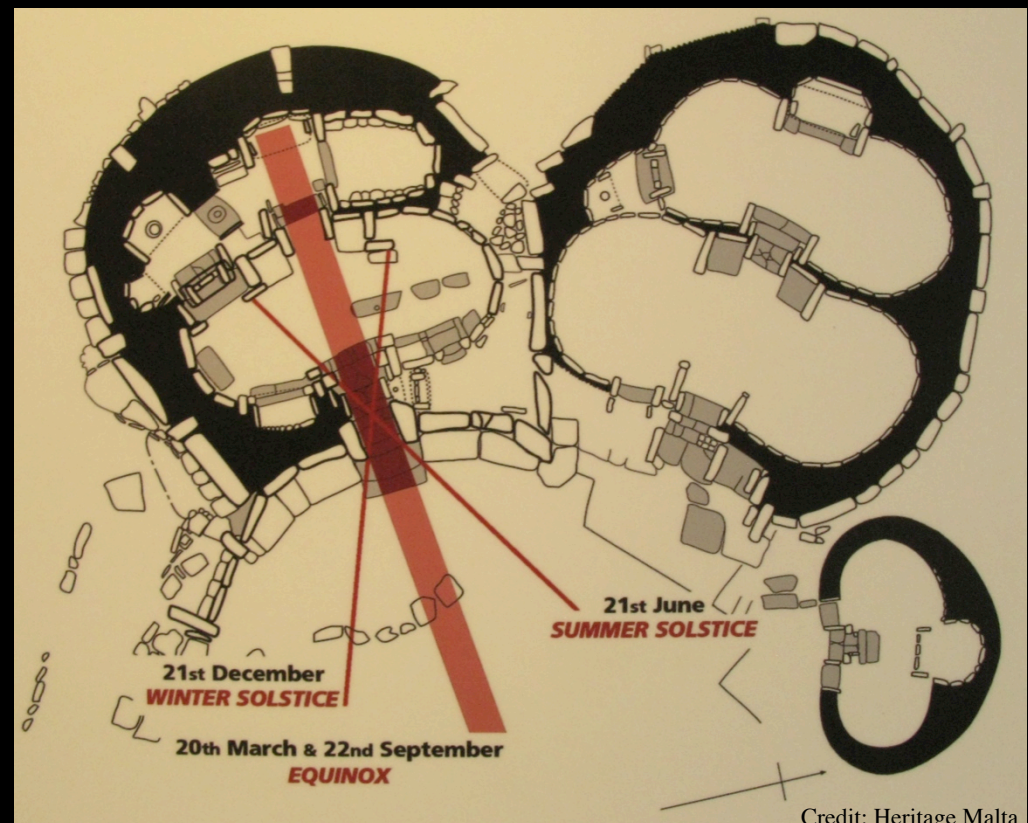 21st June
SUMMER SOLSTICE
21st December
WINTER SOLSTICE
20th March & 22nd September
EQUINOX
Credit: Heritage Malta